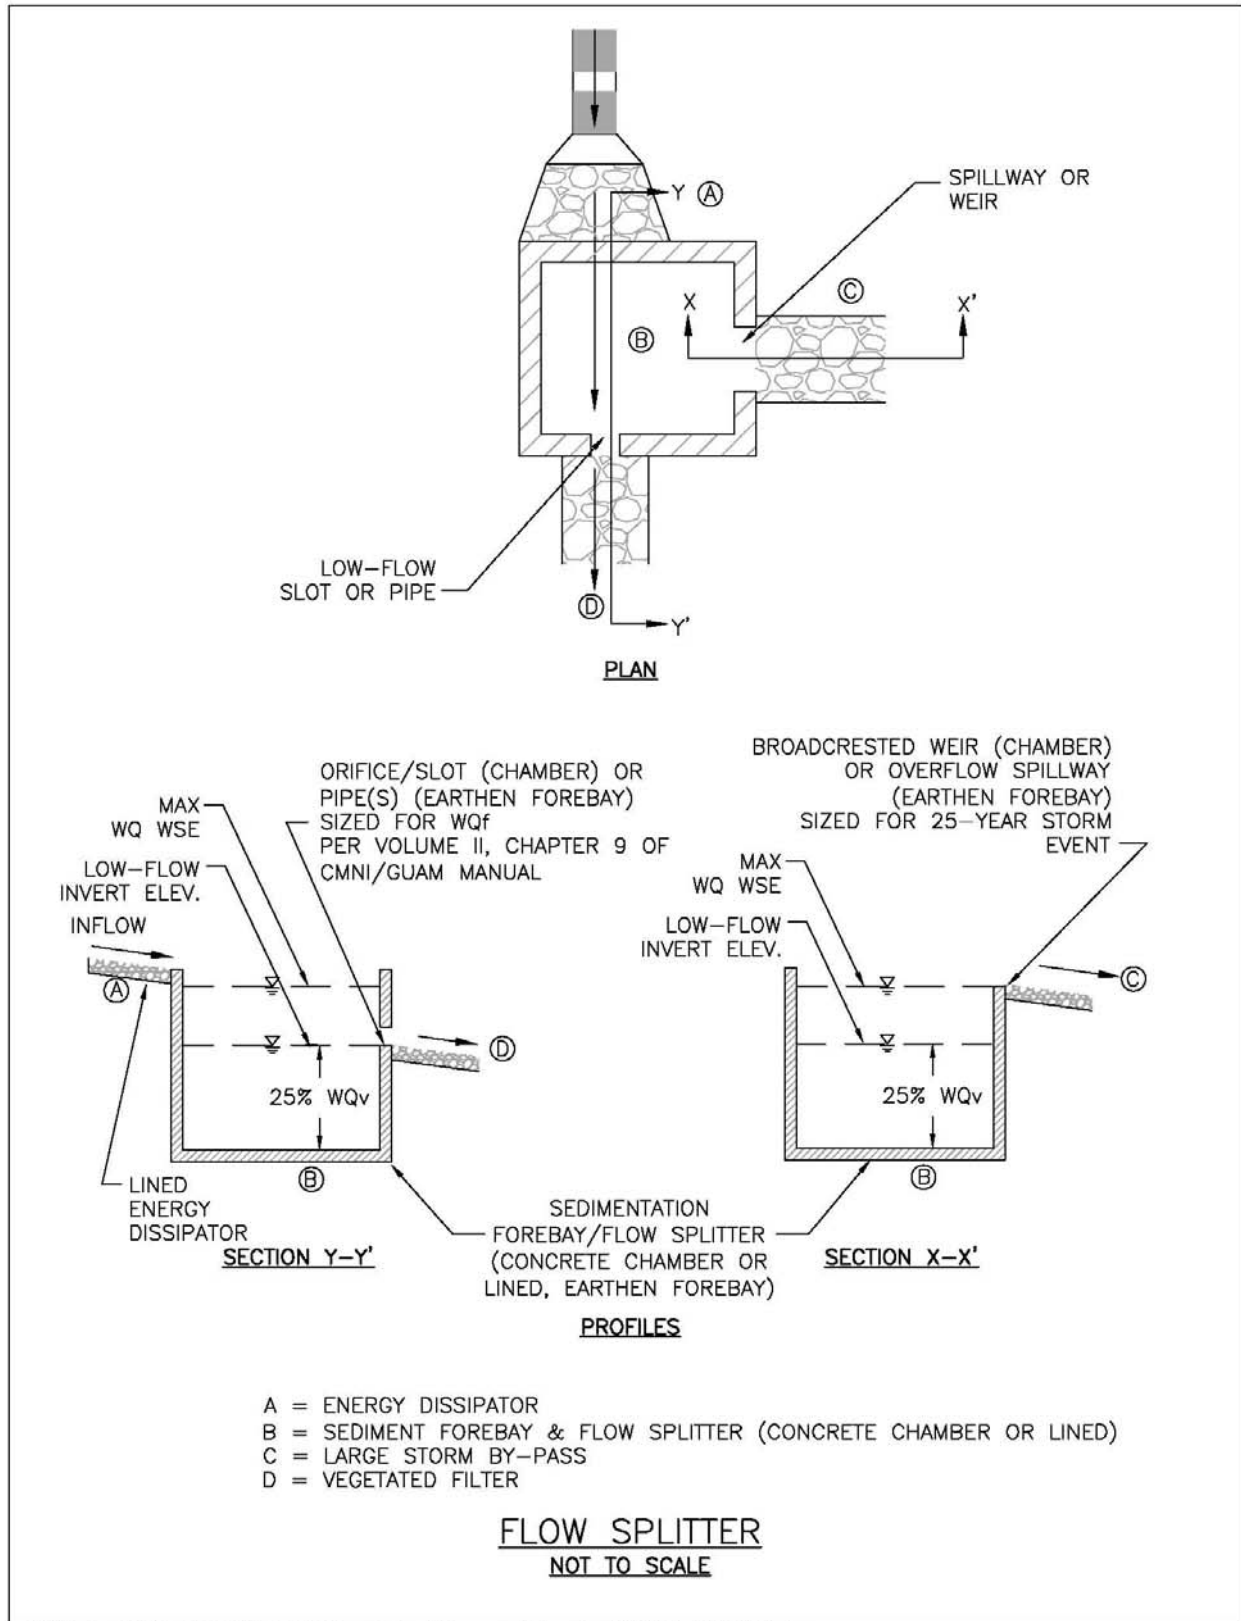 Y Ⓐ
SPILLWAY OR
WEIR
Ⓒ
X
X'
Ⓑ
LOW-FLOW
SLOT OR PIPE
Ⓓ
Y'
PLAN
ORIFICE/SLOT (CHAMBER) OR
PIPE(S) (EARTHEN FOREBAY)
SIZED FOR WQf
PER VOLUME II, CHAPTER 9 OF
CMNI/GUAM MANUAL
MAX
WQ WSE
LOW-FLOW
INVERT ELEV.
INFLOW
Ⓐ
Ⓓ
25% WQv
Ⓑ
LINED
ENERGY
DISSIPATOR
SECTION Y-Y'
BROADCRESTED WEIR (CHAMBER)
OR OVERFLOW SPILLWAY
(EARTHEN FOREBAY)
SIZED FOR 25-YEAR STORM
EVENT
MAX
WQ WSE
LOW-FLOW
INVERT ELEV.
Ⓒ
25% WQv
Ⓑ
SEDIMENTATION
FOREBAY/FLOW SPLITTER
(CONCRETE CHAMBER OR
LINED, EARTHEN FOREBAY)
SECTION X-X'
PROFILES
A = ENERGY DISSIPATOR
B = SEDIMENT FOREBAY & FLOW SPLITTER (CONCRETE CHAMBER OR LINED)
C = LARGE STORM BY-PASS
D = VEGETATED FILTER
FLOW SPLITTER
NOT TO SCALE